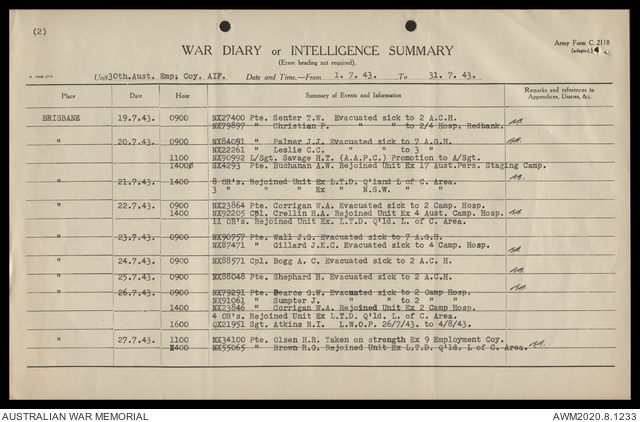 (2)
WAR DIARY or INTELLIGENCE SUMMARY
(Erase heading not required).
Army Form C. 2118
(adapted.)
Unit 30th. Aust. Emp. Coy. AIF. Date and Time.—From 1. 7. 43. To 31. 7. 43.
Place Date Hour Summary of Events and Information Remarks and references to
Appendices, Diaries, &c.
BRISBANE 19.7.43. 0900 NX27400 Pte. Senter T.W. Evacuated sick to 2 A.C.H.
NX79897 " Christian P. " " to 2/4 Hosp. Redbank.
" 20.7.43. 0900 NX84091 " Palmer J.J. Evacuated sick to 7 A.G.H.
NX22261 " Leslie C.C. " " to 3 "
1100 NX90992 L/Sgt. Savage H.T. (A.A.P.C.) Promotion to A/Sgt.
1400 SX4293 Pte. Buchanan A.W. Rejoined Unit Ex 17 Aust.Pers. Staging Camp.
" 21.7.43. 1400 8 OR's. Rejoined Unit Ex L.T.D. Q'land L of C. Area.
3 " " " Ex " N.S.W. " "
" 22.7.43. 0900 NX23864 Pte. Corrigan W.A. Evacuated sick to 2 Camp. Hosp.
1400 NX92205 Cpl. Crellin H.A. Rejoined Unit Ex 4 Aust. Camp. Hosp.
11 OR's. Rejoined Unit Ex. L.T.D. Q'ld. L of C. Area.
" 23.7.43. 0900 NX90757 Pte. Wall J.G. Evacuated sick to 7 A.G.H.
NX87471 " Gillard J.K.C. Evacuated sick to 4 Camp. Hosp.
" 24.7.43. 0900 NX88571 Cpl. Bogg A. C. Evacuated sick to 2 A.C. H.
" 25.7.43. 0900 NX88048 Pte. Shephard H. Evacuated sick to 2 A.C.H.
" 26.7.43. 0900 NX79291 Pte. Pearce G.W. Evacuated sick to 2 Camp Hosp.
NX91061 " Sumpter J. " " to 2 " "
1400 NX23846 " Corrigan W.A. Rejoined Unit Ex 2 Camp Hosp.
4 OR's. Rejoined Unit Ex L.T.D. Q'ld. L. of C. Area.
1600 QX21951 Sgt. Atkins R.I. L.W.O.P. 26/7/43. to 4/8/43.
" 27.7.43. 1100 NX34100 Pte. Olsen H.R. Taken on strength Ex 9 Employment Coy.
1400 NX55065 " Brown R.G. Rejoined Unit Ex L.T.D. Q'ld. L of C. Area.
AUSTRALIAN WAR MEMORIAL AWM2020.8.1233